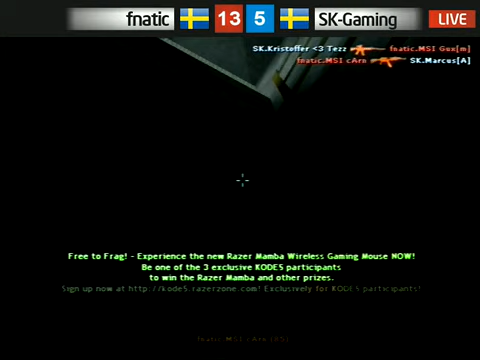 fnatic 13 5 SK-Gaming LIVE
SK.Kristoffer <3 Tezz fnatic.MSI Gux[m]
fnatic.MSI cArn SK.Marcus[A]
Free to Frag! - Experience the new Razer Mamba Wireless Gaming Mouse NOW!
Be one of the 3 exclusive KODE5 participants
to win the Razer Mamba and other prizes.
Sign up now at http://kode5.razerzone.com! Exclusively for KODE5 participants!
fnatic.MSI cArn